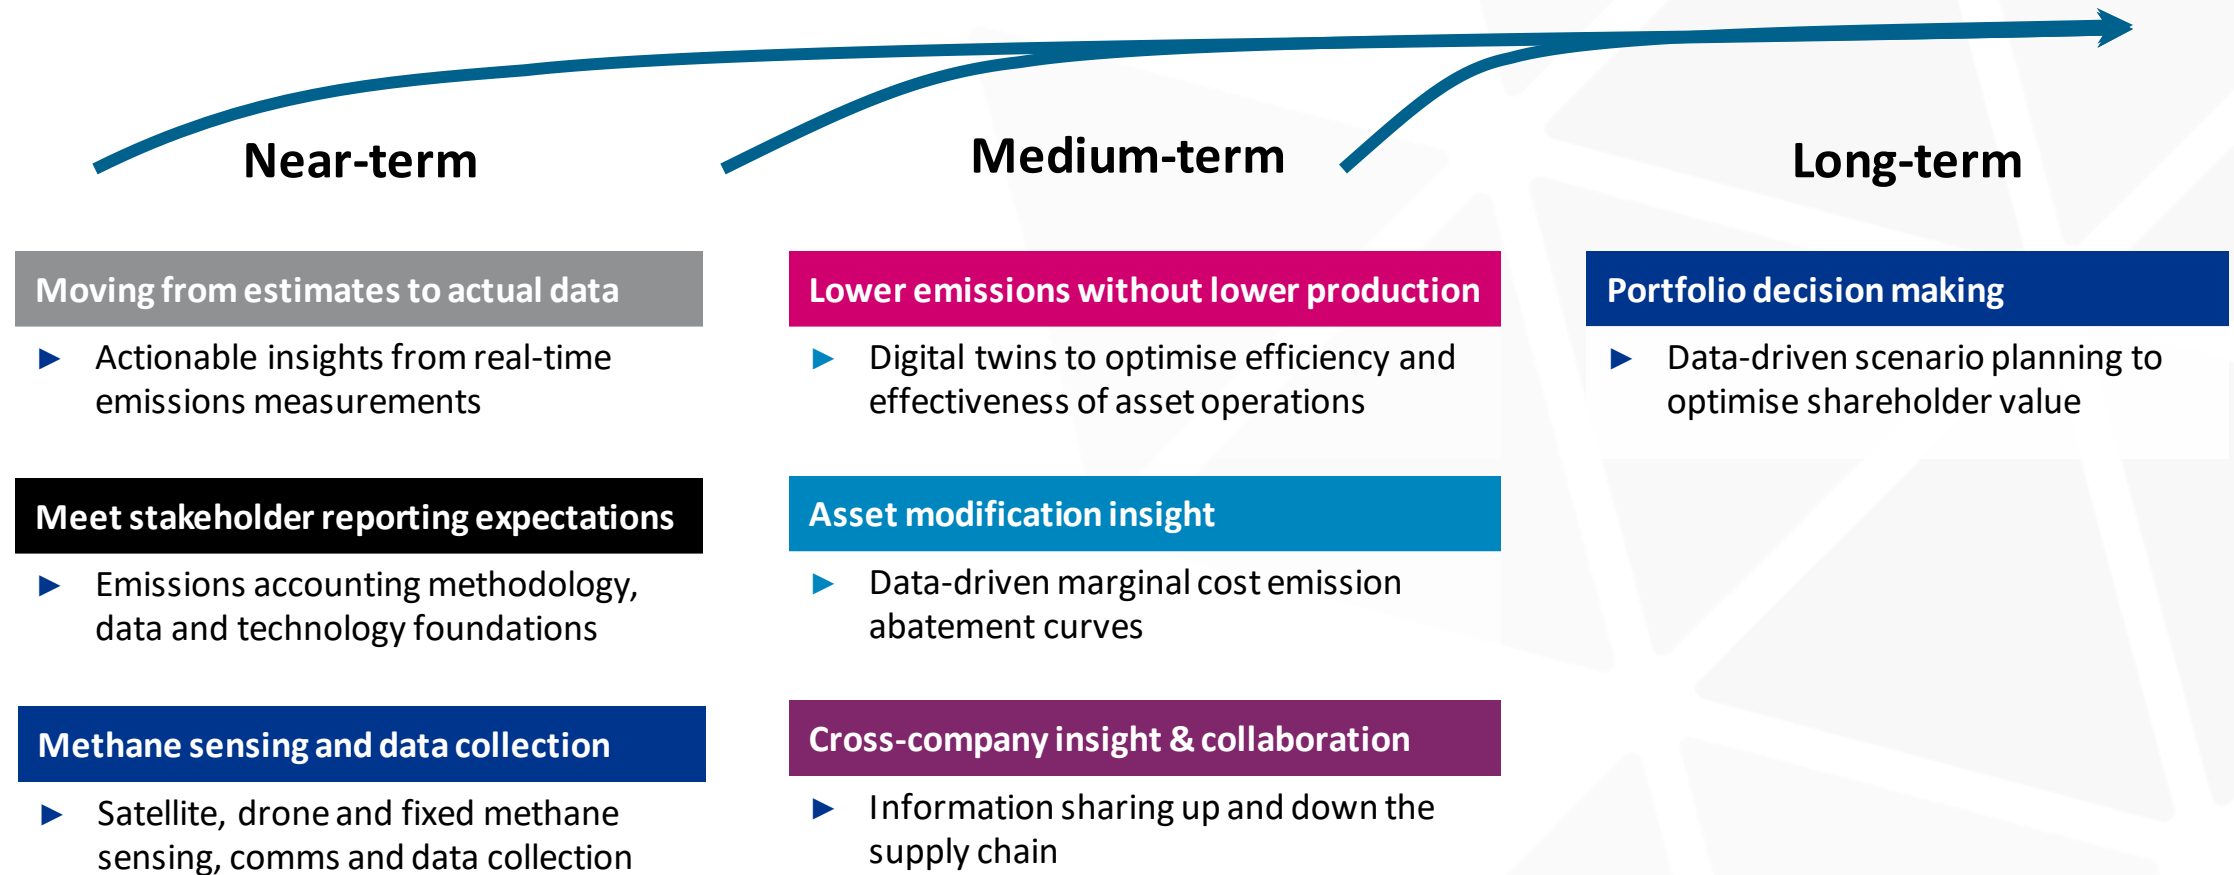 Near-term
Moving from estimates to actual data
► Actionable insights from real-time
emissions measurements
Meet stakeholder reporting expectations
► Emissions accounting methodology,
data and technology foundations
Methane sensing and data collection
► Satellite, drone and fixed methane
sensing, comms and data collection
Medium-term
Lower emissions without lower production
► Digital twins to optimise efficiency and
effectiveness of asset operations
Asset modification insight
► Data-driven marginal cost emission
abatement curves
Cross-company insight & collaboration
► Information sharing up and down the
supply chain
Long-term
Portfolio decision making
► Data-driven scenario planning to
optimise shareholder value